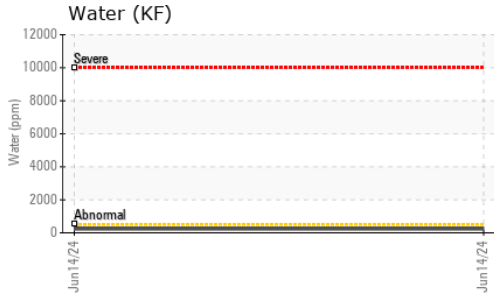 Water (KF)
12000
Severe
10000
8000
6000
4000
2000
Abnormal
0
Water (ppm)
Jun14/24
Jun14/24